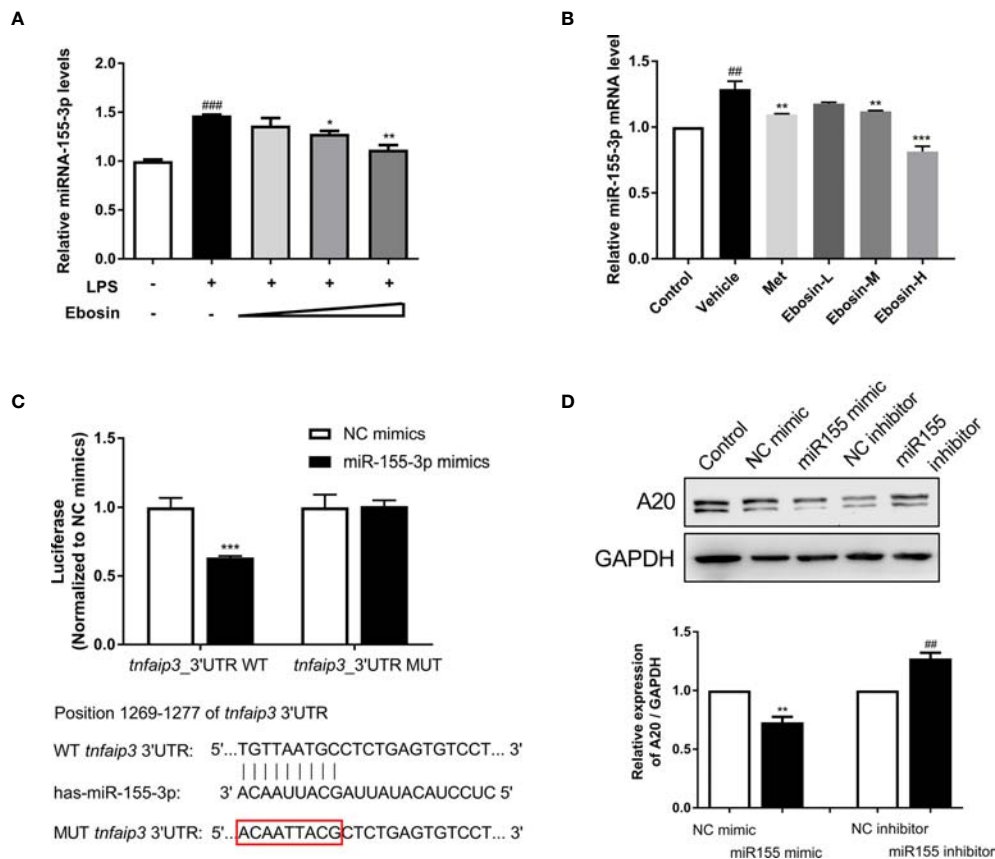 A
Relative miRNA-155-3p levels
2.0
1.5
1.0
0.5
0.0
###
*
**
LPS - + + + +
Ebosin - -
B
Relative miR-155-3p mRNA level
1.5
1.0
0.5
0.0
##
**
**
***
Control
Vehicle
Met
Ebosin-L
Ebosin-M
Ebosin-H
C
Luciferase
(Normalized to NC mimics)
1.5
1.0
0.5
0.0
NC mimics
miR-155-3p mimics
***
tnfaip3_3'UTR WT
tnfaip3_3'UTR MUT
Position 1269-1277 of tnfaip3 3'UTR
WT tnfaip3 3'UTR: 5'...TGTTAATGCCTCTGAGTGTCCT... 3'
has-miR-155-3p: 3' ACAAUUACGAUUAUACAUCCUC 5'
MUT tnfaip3 3'UTR: 5'...ACAATTACGCTCTGAGTGTCCT... 3'
D
Control
NC mimic
miR155 mimic
NC inhibitor
miR155
inhibitor
A20
GAPDH
Relative expression
of A20 / GAPDH
1.5
1.0
0.5
0.0
**
##
NC mimic
miR155 mimic
NC inhibitor
miR155 inhibitor